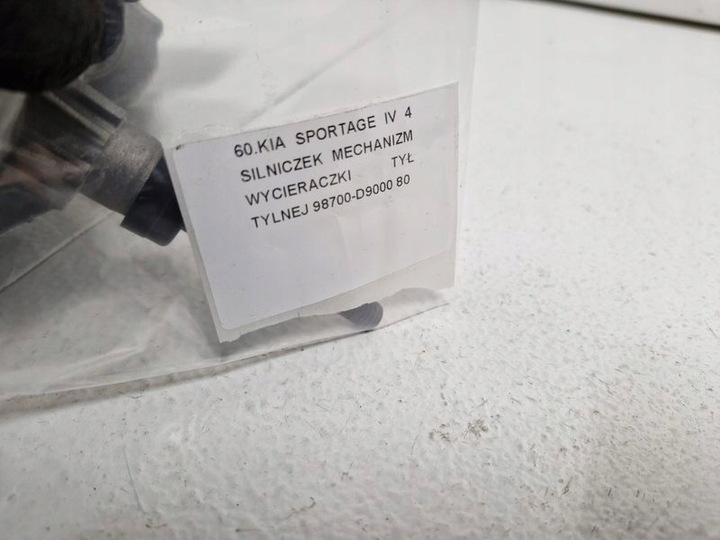 60.KIA SPORTAGE IV 4
SILNICZEK MECHANIZM
WYCIERACZKI TYŁ
TYLNEJ 98700-D9000 80